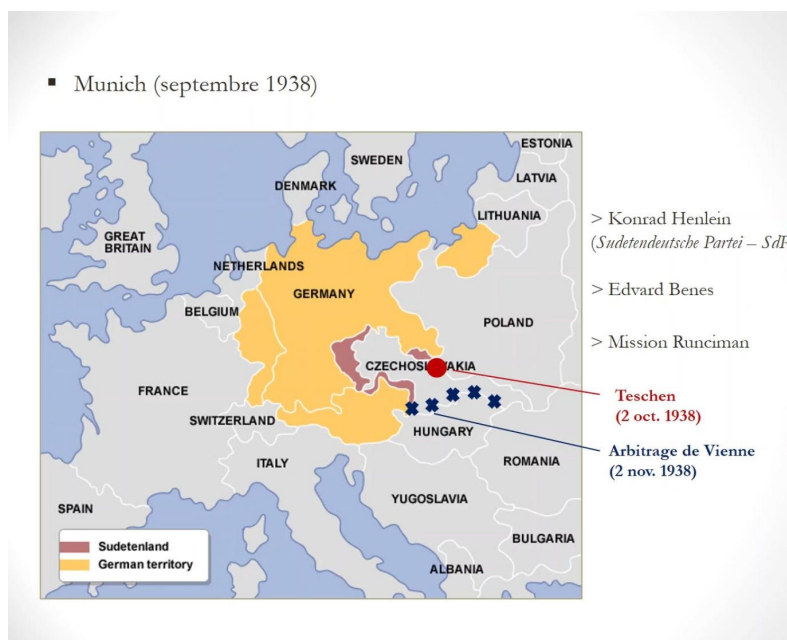 ▪ Munich (septembre 1938)
ESTONIA
SWEDEN
LATVIA
DENMARK
LITHUANIA
GREAT
BRITAIN
NETHERLANDS
GERMANY
BELGIUM
POLAND
CZECHOSLOVAKIA
FRANCE
SWITZERLAND
HUNGARY
ITALY
ROMANIA
YUGOSLAVIA
SPAIN
BULGARIA
ALBANIA
Sudetenland
German territory
> Konrad Henlein
(Sudetendeutsche Partei – SdP
> Edvard Benes
> Mission Runciman
Teschen
(2 oct. 1938)
Arbitrage de Vienne
(2 nov. 1938)